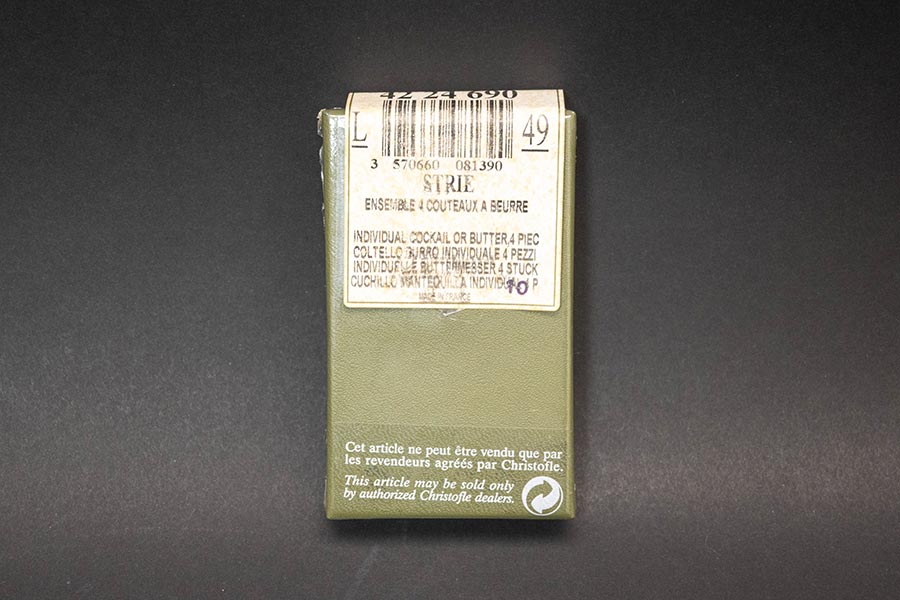 42 24 690
L
49
3 570660 081390
STRIE
ENSEMBLE 4 COUTEAUX A BEURRE
INDIVIDUAL COCKAIL OR BUTTER,4 PIEC
COLTELLO BURRO INDIVIDUALE 4 PEZZI
INDIVIDUELLE BUTTERMESSER 4 STUCK
CUCHILLO MANTEQUILLA INDIVIDUAL 4 P
10
MADE IN FRANCE
Cet article ne peut être vendu que par
les revendeurs agréés par Christofle.
This article may be sold only
by authorized Christofle dealers.